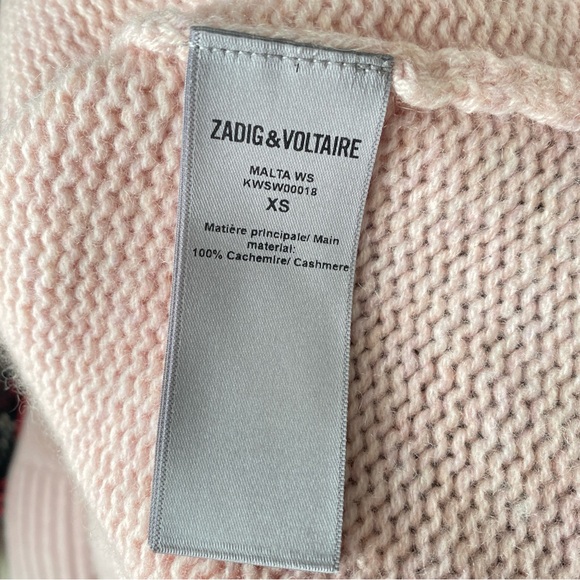 ZADIG&VOLTAIRE
MALTA WS
KWSW00018
XS
Matière principale/ Main
material:
100% Cachemire/ Cashmere